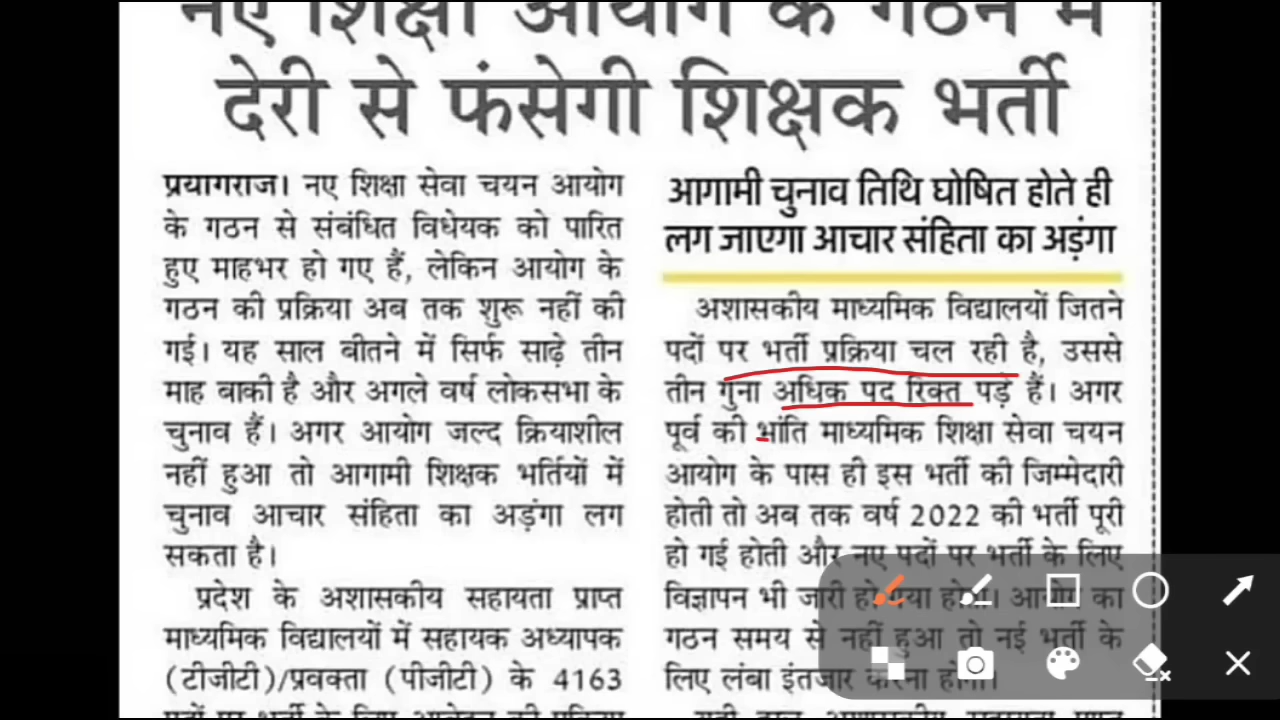 नए शिक्षा आयोग के गठन में
देरी से फंसेगी शिक्षक भर्ती
प्रयागराज। नए शिक्षा सेवा चयन आयोग
के गठन से संबंधित विधेयक को पारित
हुए माहभर हो गए हैं, लेकिन आयोग के
गठन की प्रक्रिया अब तक शुरू नहीं की
गई। यह साल बीतने में सिर्फ साढ़े तीन
माह बाकी है और अगले वर्ष लोकसभा के
चुनाव हैं। अगर आयोग जल्द क्रियाशील
नहीं हुआ तो आगामी शिक्षक भर्तियों में
चुनाव आचार संहिता का अड़ंगा लग
सकता है।
प्रदेश के अशासकीय सहायता प्राप्त
माध्यमिक विद्यालयों में सहायक अध्यापक
(टीजीटी)/प्रवक्ता (पीजीटी) के 4163
आगामी चुनाव तिथि घोषित होते ही
लग जाएगा आचार संहिता का अड़ंगा
अशासकीय माध्यमिक विद्यालयों जितने
पदों पर भर्ती प्रक्रिया चल रही है, उससे
तीन गुना अधिक पद रिक्त पड़े हैं। अगर
पूर्व की भांति माध्यमिक शिक्षा सेवा चयन
आयोग के पास ही इस भर्ती की जिम्मेदारी
होती तो अब तक वर्ष 2022 की भर्ती पूरी
हो गई होती और नए पदों पर भर्ती के लिए
विज्ञापन भी जारी हो गया होता। आयोग का
गठन समय से नहीं हुआ तो नई भर्ती के
लिए लंबा इंतजार करना होगा।